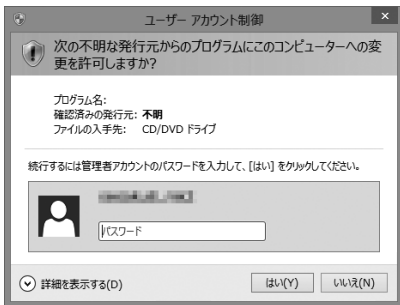 ユーザー アカウント制御
次の不明な発行元からのプログラムにこのコンピューターへの変
更を許可しますか?
プログラム名:
確認済みの発行元: 不明
ファイルの入手先: CD/DVD ドライブ
続行するには管理者アカウントのパスワードを入力して、[はい] をクリックしてください。
パスワード
詳細を表示する(D)
はい(Y)
いいえ(N)